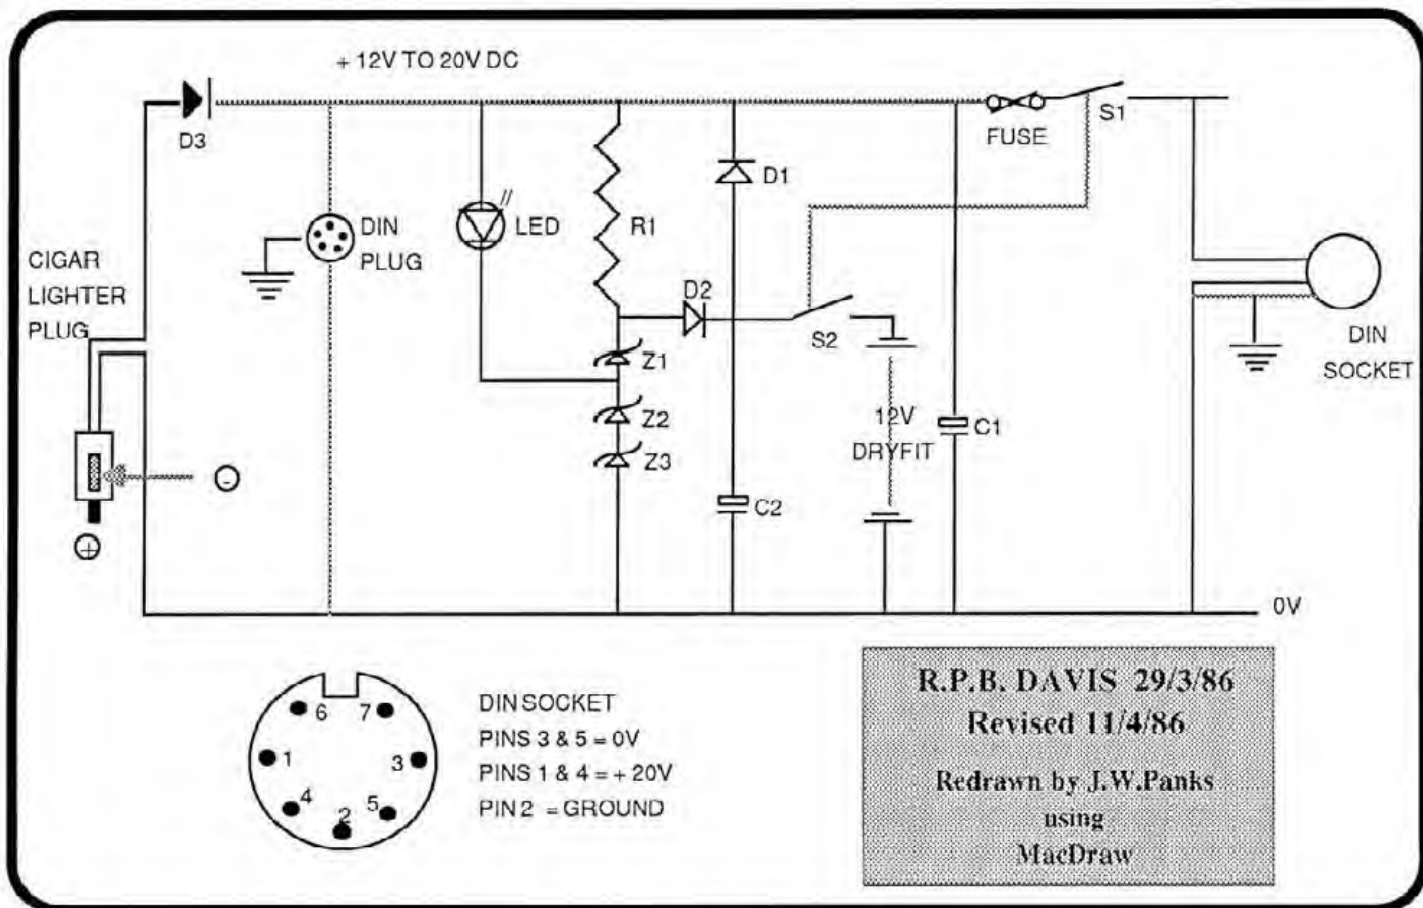 + 12V TO 20V DC
D3
FUSE
S1
D1
DIN
PLUG
LED
R1
CIGAR
LIGHTER
PLUG
D2
S2
DIN
SOCKET
Z1
Z2
Z3
12V
DRYFIT
C1
C2
-
+
0V
6
7
1
3
4
5
2
DIN SOCKET
PINS 3 & 5 = 0V
PINS 1 & 4 = + 20V
PIN 2 = GROUND
R.P.B. DAVIS 29/3/86
Revised 11/4/86
Redrawn by J.W.Panks
using
MacDraw